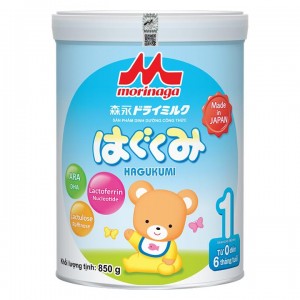 morinaga
森永ドライミルク
SẢN PHẨM DINH DƯỠNG CÔNG THỨC
Made in
JAPAN
はぐくみ
HAGUKUMI
ARA
DHA
Lactoferrin
Nucleotide
Lactulose
1
Từ 0 đến
6 tháng tuổi
Khối lượng tịnh: 850 g